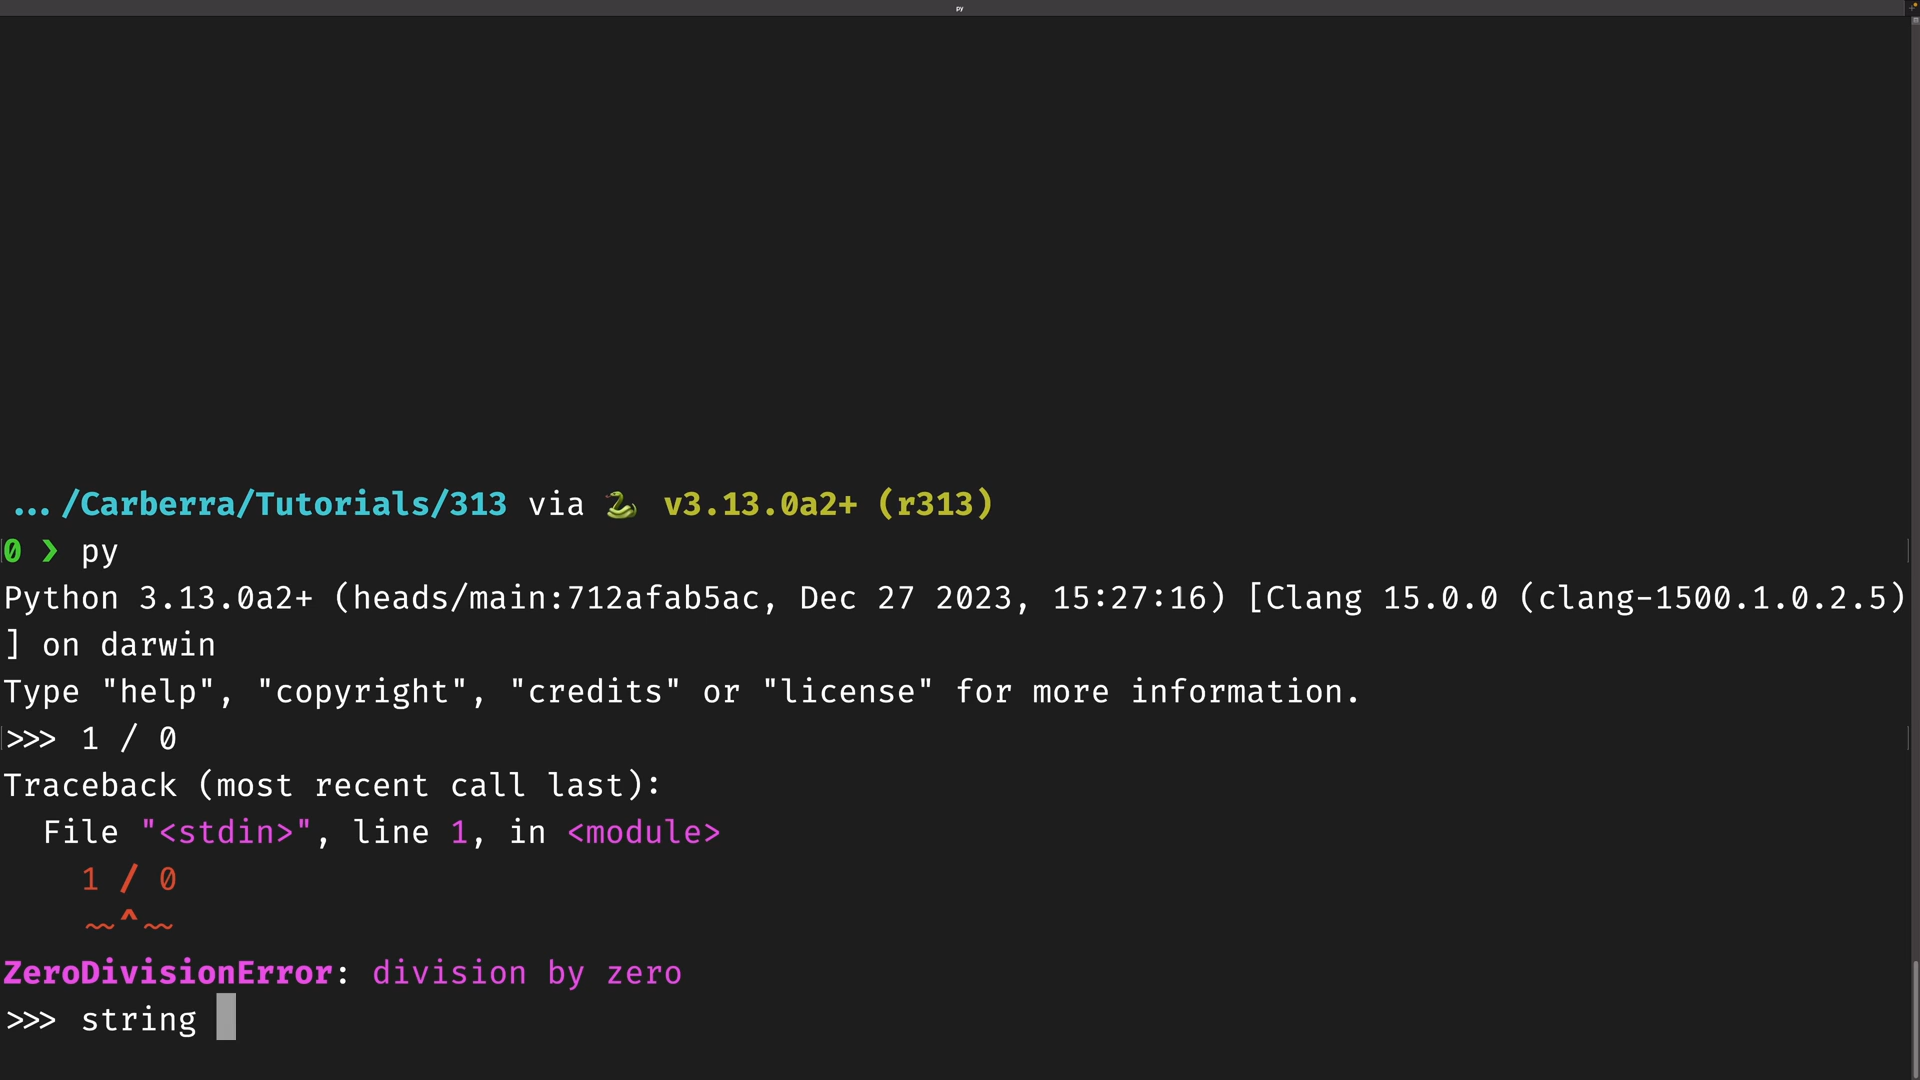 py
.../Carberra/Tutorials/313 via 🐍 v3.13.0a2+ (r313)
0 ❯ py
Python 3.13.0a2+ (heads/main:712afab5ac, Dec 27 2023, 15:27:16) [Clang 15.0.0 (clang-1500.1.0.2.5)
] on darwin
Type "help", "copyright", "credits" or "license" for more information.
>>> 1 / 0
Traceback (most recent call last):
  File "<stdin>", line 1, in <module>
    1 / 0
    ~~^~~
ZeroDivisionError: division by zero
>>> string